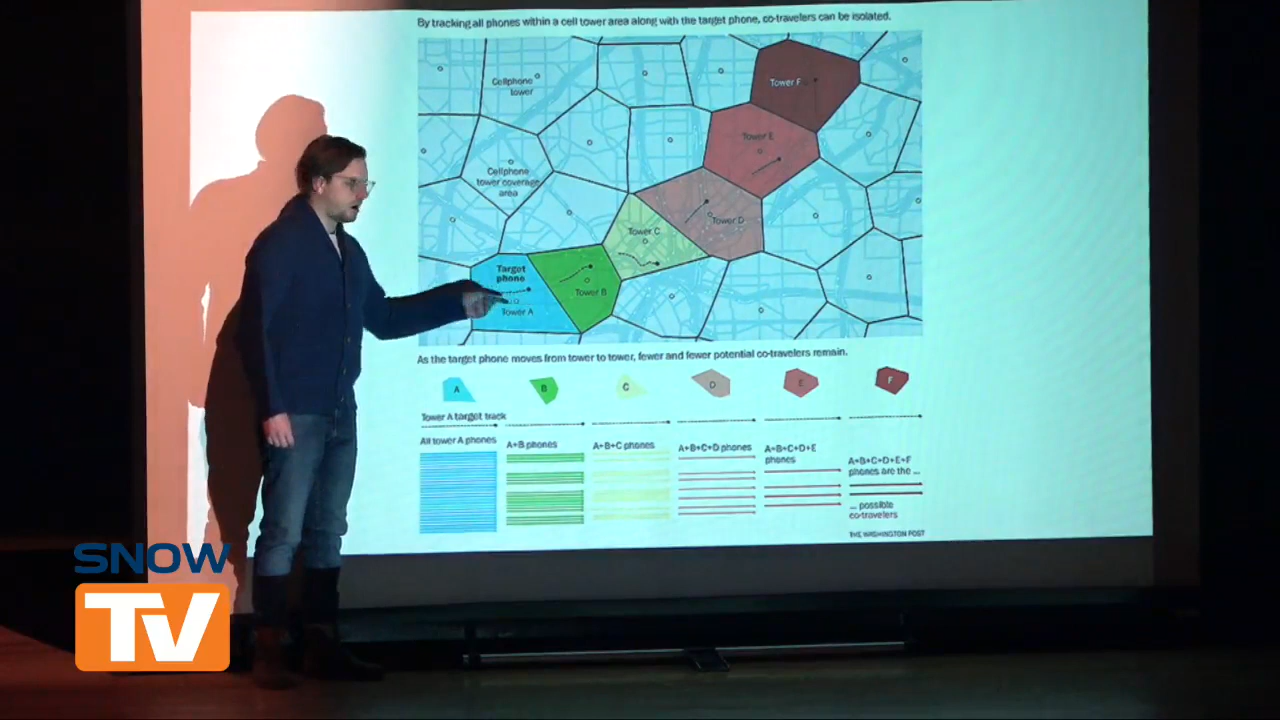 By tracking all phones within a cell tower area along with the target phone, co-travelers can be isolated.
Cellphone
tower
Tower F
Tower E
Cellphone
tower coverage
area
Tower D
Tower C
Target
phone
Tower B
Tower A
As the target phone moves from tower to tower, fewer and fewer potential co-travelers remain.
A B C D E F
Tower A target track
All tower A phones
A+B phones
A+B+C phones
A+B+C+D phones
A+B+C+D+E
phones
A+B+C+D+E+F
phones are the ...
... possible
co-travelers
THE WASHINGTON POST
SNOW
TV